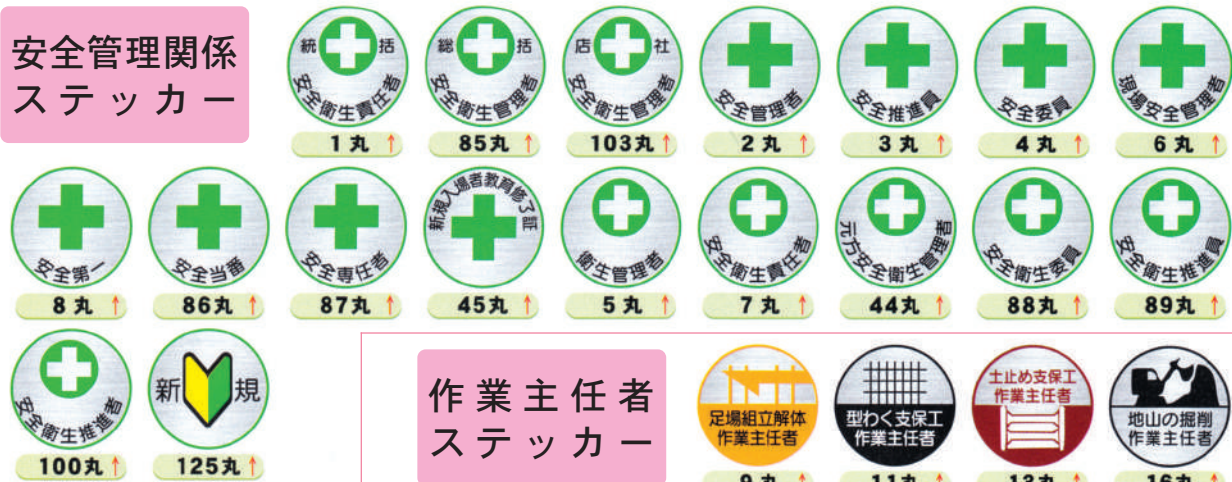 安全管理関係
ステッカー
統括
安全衛生責任者
1丸↑
総括
安全衛生管理者
85丸↑
店社
安全衛生管理者
103丸↑
安全管理者
2丸↑
安全推進員
3丸↑
安全委員
4丸↑
現場安全管理者
6丸↑
安全第一
8丸↑
安全当番
86丸↑
安全専任者
87丸↑
新規入場者教育修了証
45丸↑
衛生管理者
5丸↑
安全衛生責任者
7丸↑
元方安全衛生管理者
44丸↑
安全衛生委員
88丸↑
安全衛生推進員
89丸↑
安全衛生推進者
100丸↑
新規
125丸↑
作業主任者
ステッカー
足場組立解体
作業主任者
9丸↑
型わく支保工
作業主任者
11丸↑
土止め支保工
作業主任者
13丸↑
地山の掘削
作業主任者
16丸↑